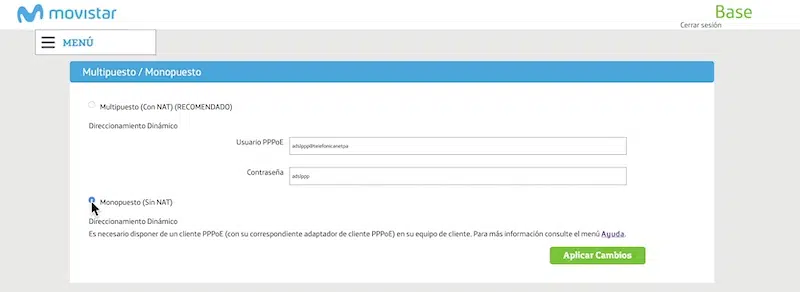 movistar
Base
Cerrar sesión
MENÚ
Multipuesto / Monopuesto
Multipuesto (Con NAT) (RECOMENDADO)
Direccionamiento Dinámico
Usuario PPPoE
adslppp@telefonicanetpa
Contraseña
adslppp
Monopuesto (Sin NAT)
Direccionamiento Dinámico
Es necesario disponer de un cliente PPPoE (con su correspondiente adaptador de cliente PPPoE) en su equipo de cliente. Para más información consulte el menú Ayuda.
Aplicar Cambios